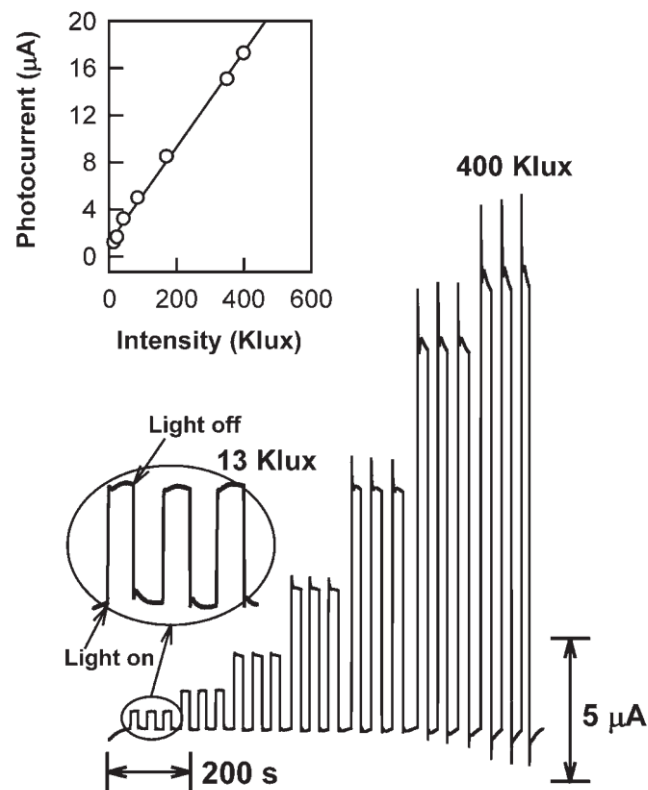 20
16
12
8
4
0
Photocurrent (μA)
0 200 400 600
Intensity (Klux)
400 Klux
Light off
13 Klux
Light on
5 μA
200 s